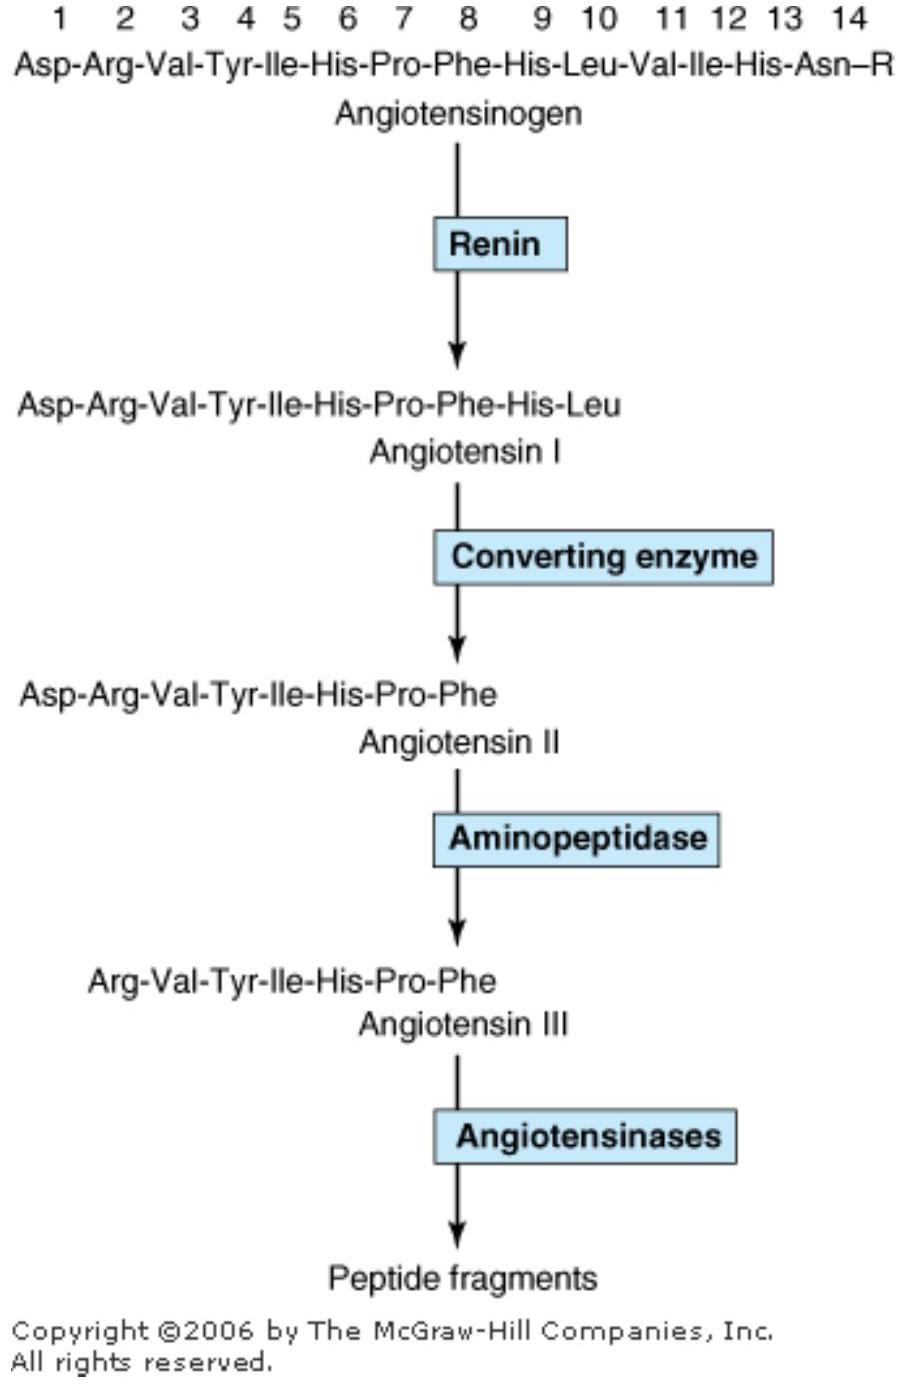 1 2 3 4 5 6 7 8 9 10 11 12 13 14
Asp-Arg-Val-Tyr-Ile-His-Pro-Phe-His-Leu-Val-Ile-His-Asn–R
Angiotensinogen
Renin
Asp-Arg-Val-Tyr-Ile-His-Pro-Phe-His-Leu
Angiotensin I
Converting enzyme
Asp-Arg-Val-Tyr-Ile-His-Pro-Phe
Angiotensin II
Aminopeptidase
Arg-Val-Tyr-Ile-His-Pro-Phe
Angiotensin III
Angiotensinases
Peptide fragments
Copyright ©2006 by The McGraw-Hill Companies, Inc.
All rights reserved.